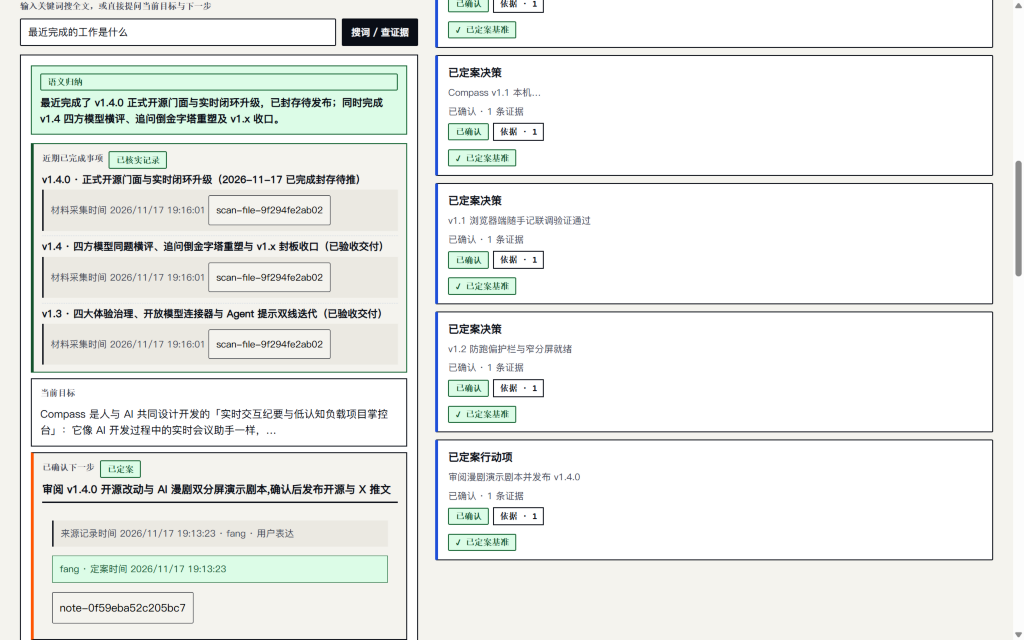 输入关键词搜全文，或直接提问当前目标与下一步
最近完成的工作是什么
搜词 / 查证据
语义归纳
最近完成了 v1.4.0 正式开源门面与实时闭环升级，已封存待发布；同时完成
v1.4 四方模型横评、追问倒金字塔重塑及 v1.x 收口。
近期已完成事项 已核实记录
v1.4.0 · 正式开源门面与实时闭环升级（2026-11-17 已完成封存待推）
材料采集时间 2026/11/17 19:16:01 scan-file-9f294fe2ab02
v1.4 · 四方模型同题横评、追问倒金字塔重塑与 v1.x 封板收口（已验收交付）
材料采集时间 2026/11/17 19:16:01 scan-file-9f294fe2ab02
v1.3 · 四大体验治理、开放模型连接器与 Agent 提示双线迭代（已验收交付）
材料采集时间 2026/11/17 19:16:01 scan-file-9f294fe2ab02
当前目标
Compass 是人与 AI 共同设计开发的「实时交互纪要与低认知负载项目掌控
台」：它像 AI 开发过程中的实时会议助手一样，...
已确认下一步 已定案
审阅 v1.4.0 开源改动与 AI 漫剧双分屏演示剧本,确认后发布开源与 X 推文
来源记录时间 2026/11/17 19:13:23 · fang · 用户表达
fang · 定案时间 2026/11/17 19:13:23
note-0f59eba52c205bc7
已确认 依据 · 1
✓ 已定案基准
已定案决策
Compass v1.1 本机...
已确认 · 1 条证据
已确认 依据 · 1
✓ 已定案基准
已定案决策
v1.1 浏览器端随手记联调验证通过
已确认 · 1 条证据
已确认 依据 · 1
✓ 已定案基准
已定案决策
v1.2 防跑偏护栏与窄分屏就绪
已确认 · 1 条证据
已确认 依据 · 1
✓ 已定案基准
已定案行动项
审阅漫剧演示剧本并发布 v1.4.0
已确认 · 1 条证据
已确认 依据 · 1
✓ 已定案基准